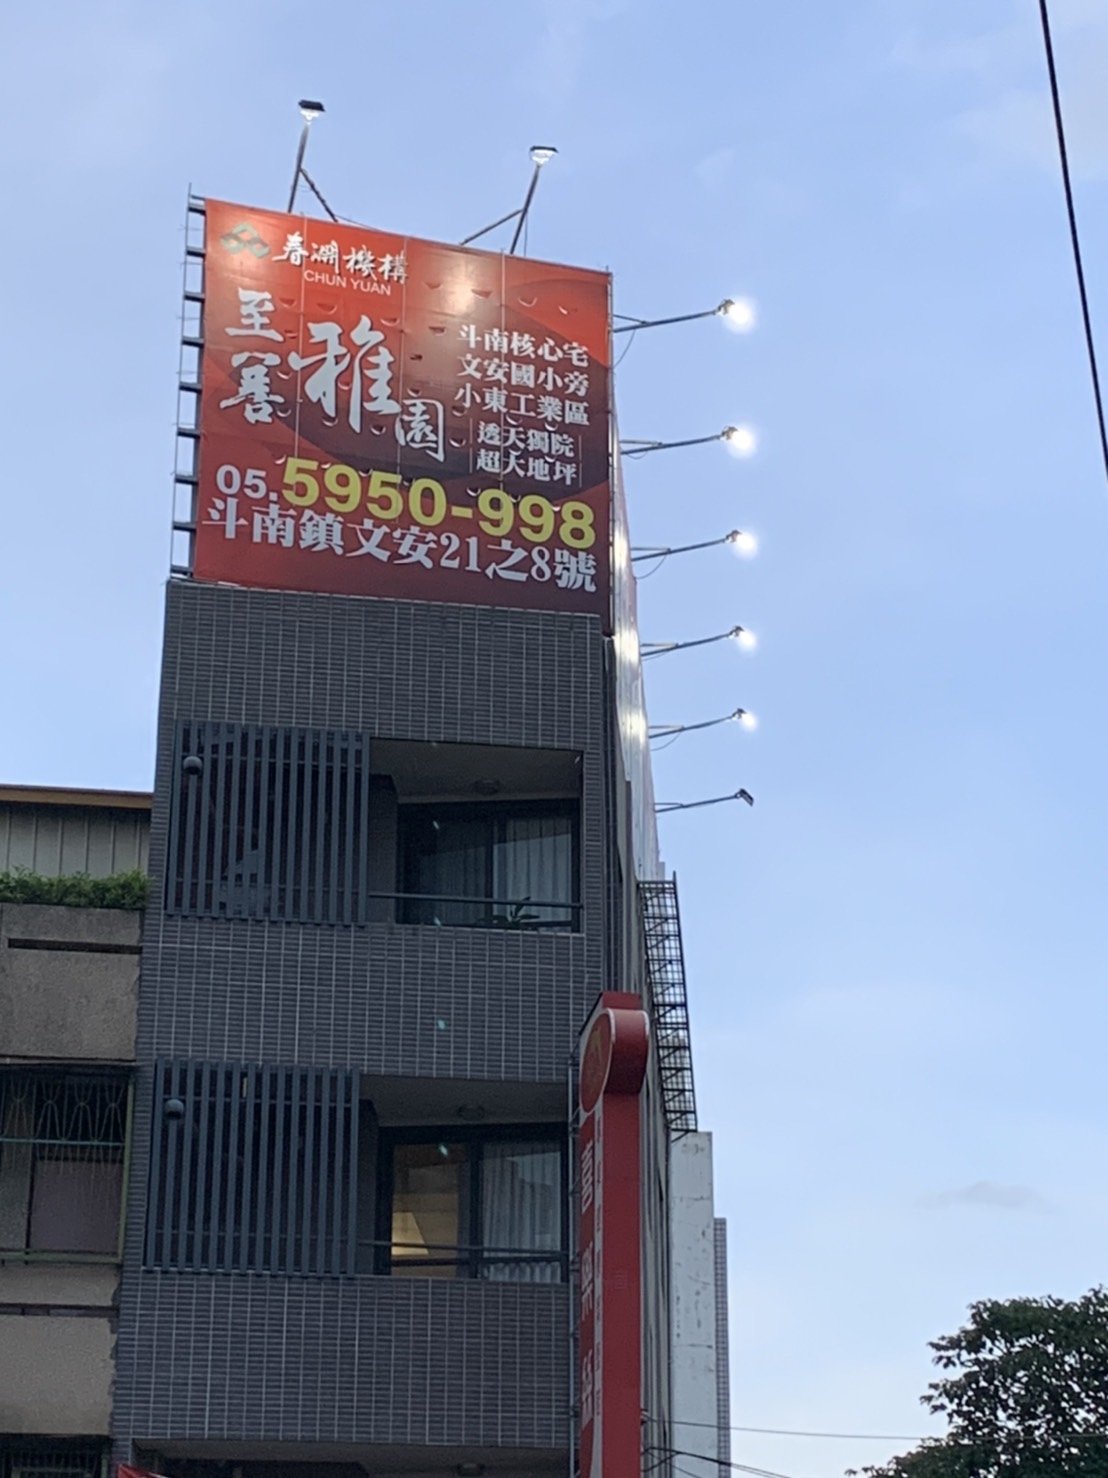 春淵機構
CHUN YUAN
至善雅園
斗南核心宅
文安國小旁
小東工業區
透天獨院
超大地坪
05.5950-998
斗南鎮文安21之8號
喜